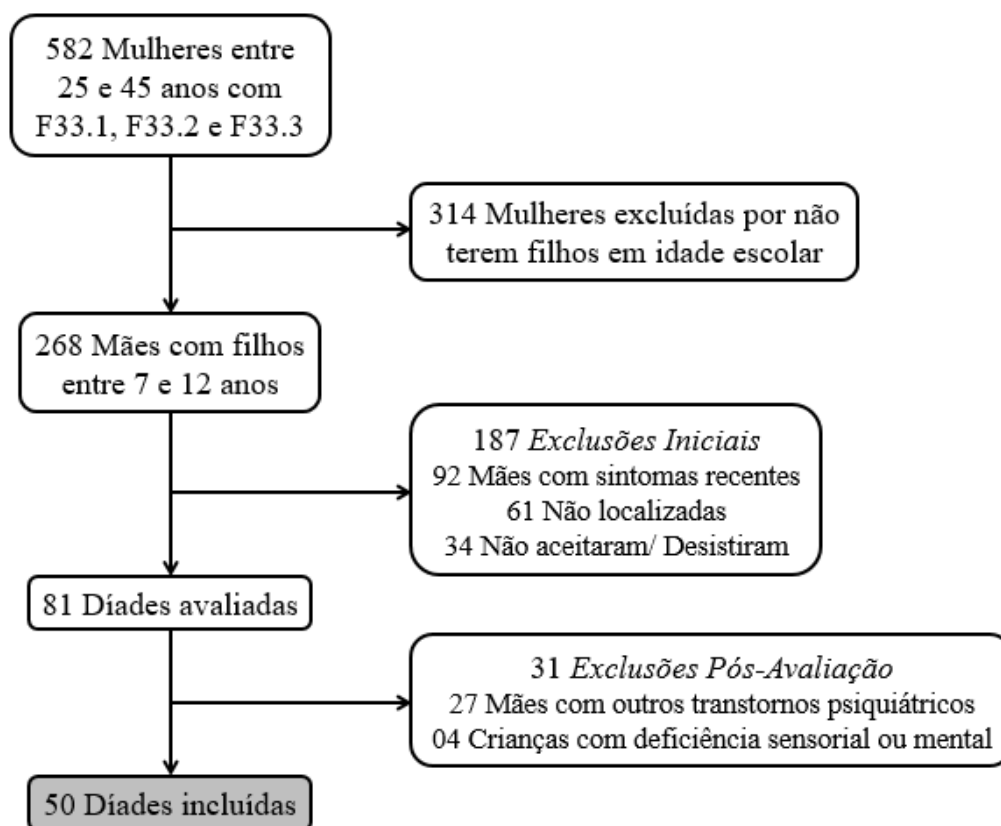 582 Mulheres entre
25 e 45 anos com
F33.1, F33.2 e F33.3
314 Mulheres excluídas por não
terem filhos em idade escolar
268 Mães com filhos
entre 7 e 12 anos
187 Exclusões Iniciais
92 Mães com sintomas recentes
61 Não localizadas
34 Não aceitaram/ Desistiram
81 Díades avaliadas
31 Exclusões Pós-Avaliação
27 Mães com outros transtornos psiquiátricos
04 Crianças com deficiência sensorial ou mental
50 Díades incluídas